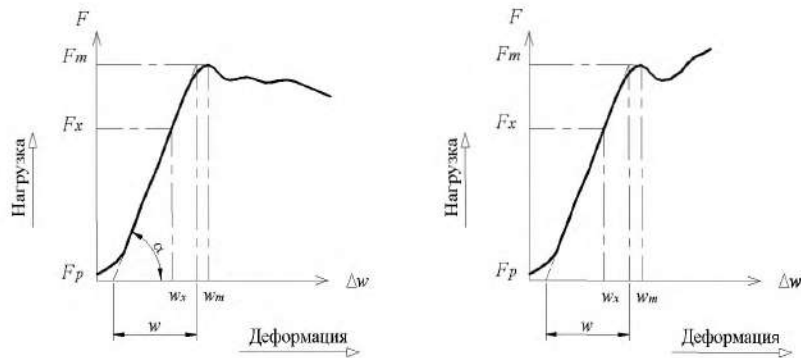 F
Fm
Fx
Fp
Нагрузка
α
wx
wm
Δw
w
Деформация
F
Fm
Fx
Fp
Нагрузка
wx
wm
Δw
w
Деформация